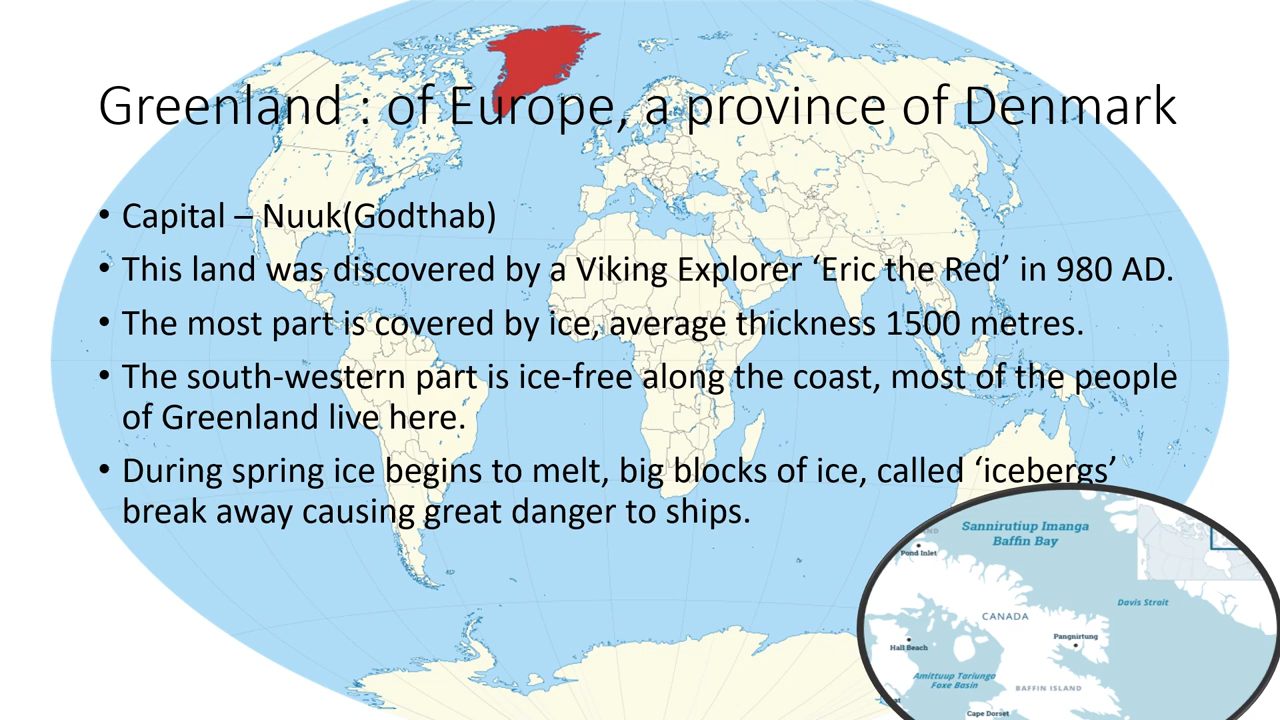 Greenland : of Europe, a province of Denmark
• Capital – Nuuk(Godthab)
• This land was discovered by a Viking Explorer ‘Eric the Red’ in 980 AD.
• The most part is covered by ice, average thickness 1500 metres.
• The south-western part is ice-free along the coast, most of the people
of Greenland live here.
• During spring ice begins to melt, big blocks of ice, called ‘icebergs’
break away causing great danger to ships.
Sannirutiup Imanga
Baffin Bay
Pond Inlet
Davis Strait
CANADA
Pangnirtung
Hall Beach
Amittuup Tariunga
Foxe Basin
BAFFIN ISLAND
Cape Dorset